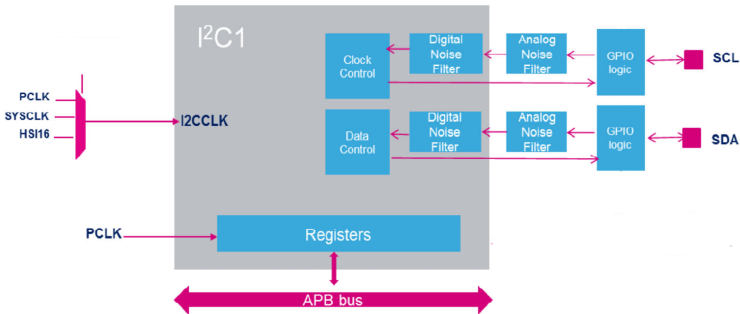 I²C1
Clock
Control
Digital
Noise
Filter
Analog
Noise
Filter
GPIO
logic
SCL
PCLK
SYSCLK
HSI16
I2CCLK
Data
Control
Digital
Noise
Filter
Analog
Noise
Filter
GPIO
logic
SDA
PCLK
Registers
APB bus